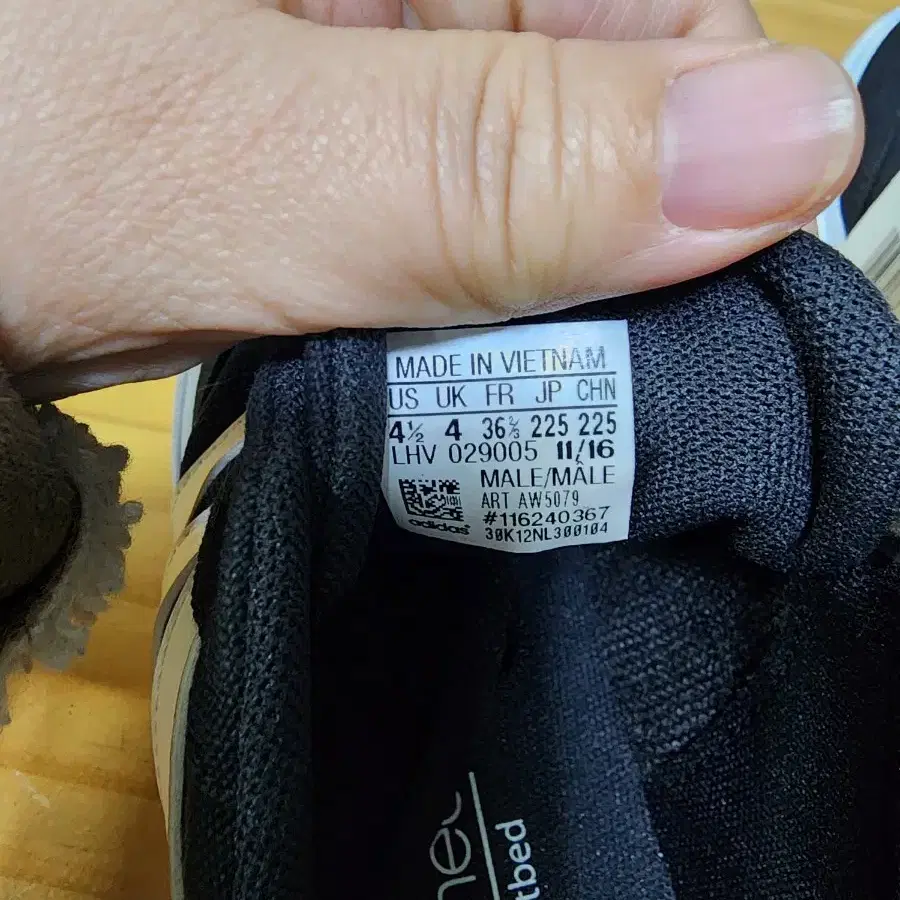 MADE IN VIETNAM
US UK FR JP CHN
4½ 4 36⅔ 225 225
LHV 029005 11/16
MALE/MÂLE
ART AW5079
#116240367
adidas
30K12NL300104